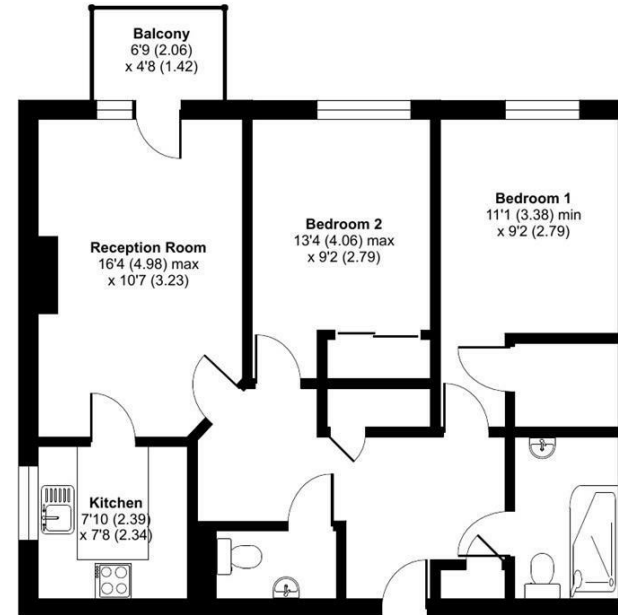 Balcony
6'9 (2.06)
x 4'8 (1.42)
Bedroom 1
11'1 (3.38) min
x 9'2 (2.79)
Bedroom 2
13'4 (4.06) max
x 9'2 (2.79)
Reception Room
16'4 (4.98) max
x 10'7 (3.23)
Kitchen
7'10 (2.39)
x 7'8 (2.34)